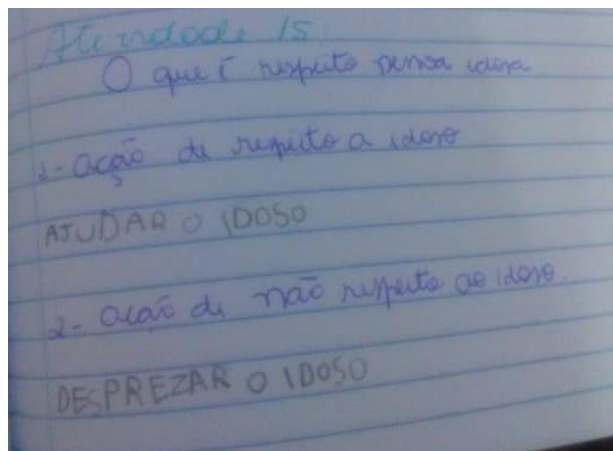 Atividade 15
O que é respeito pensoa idosa
1- Ação de respeito a idoso
AJUDAR O IDOSO
2- Ação de não respeito ao idoso.
DESPREZAR O IDOSO